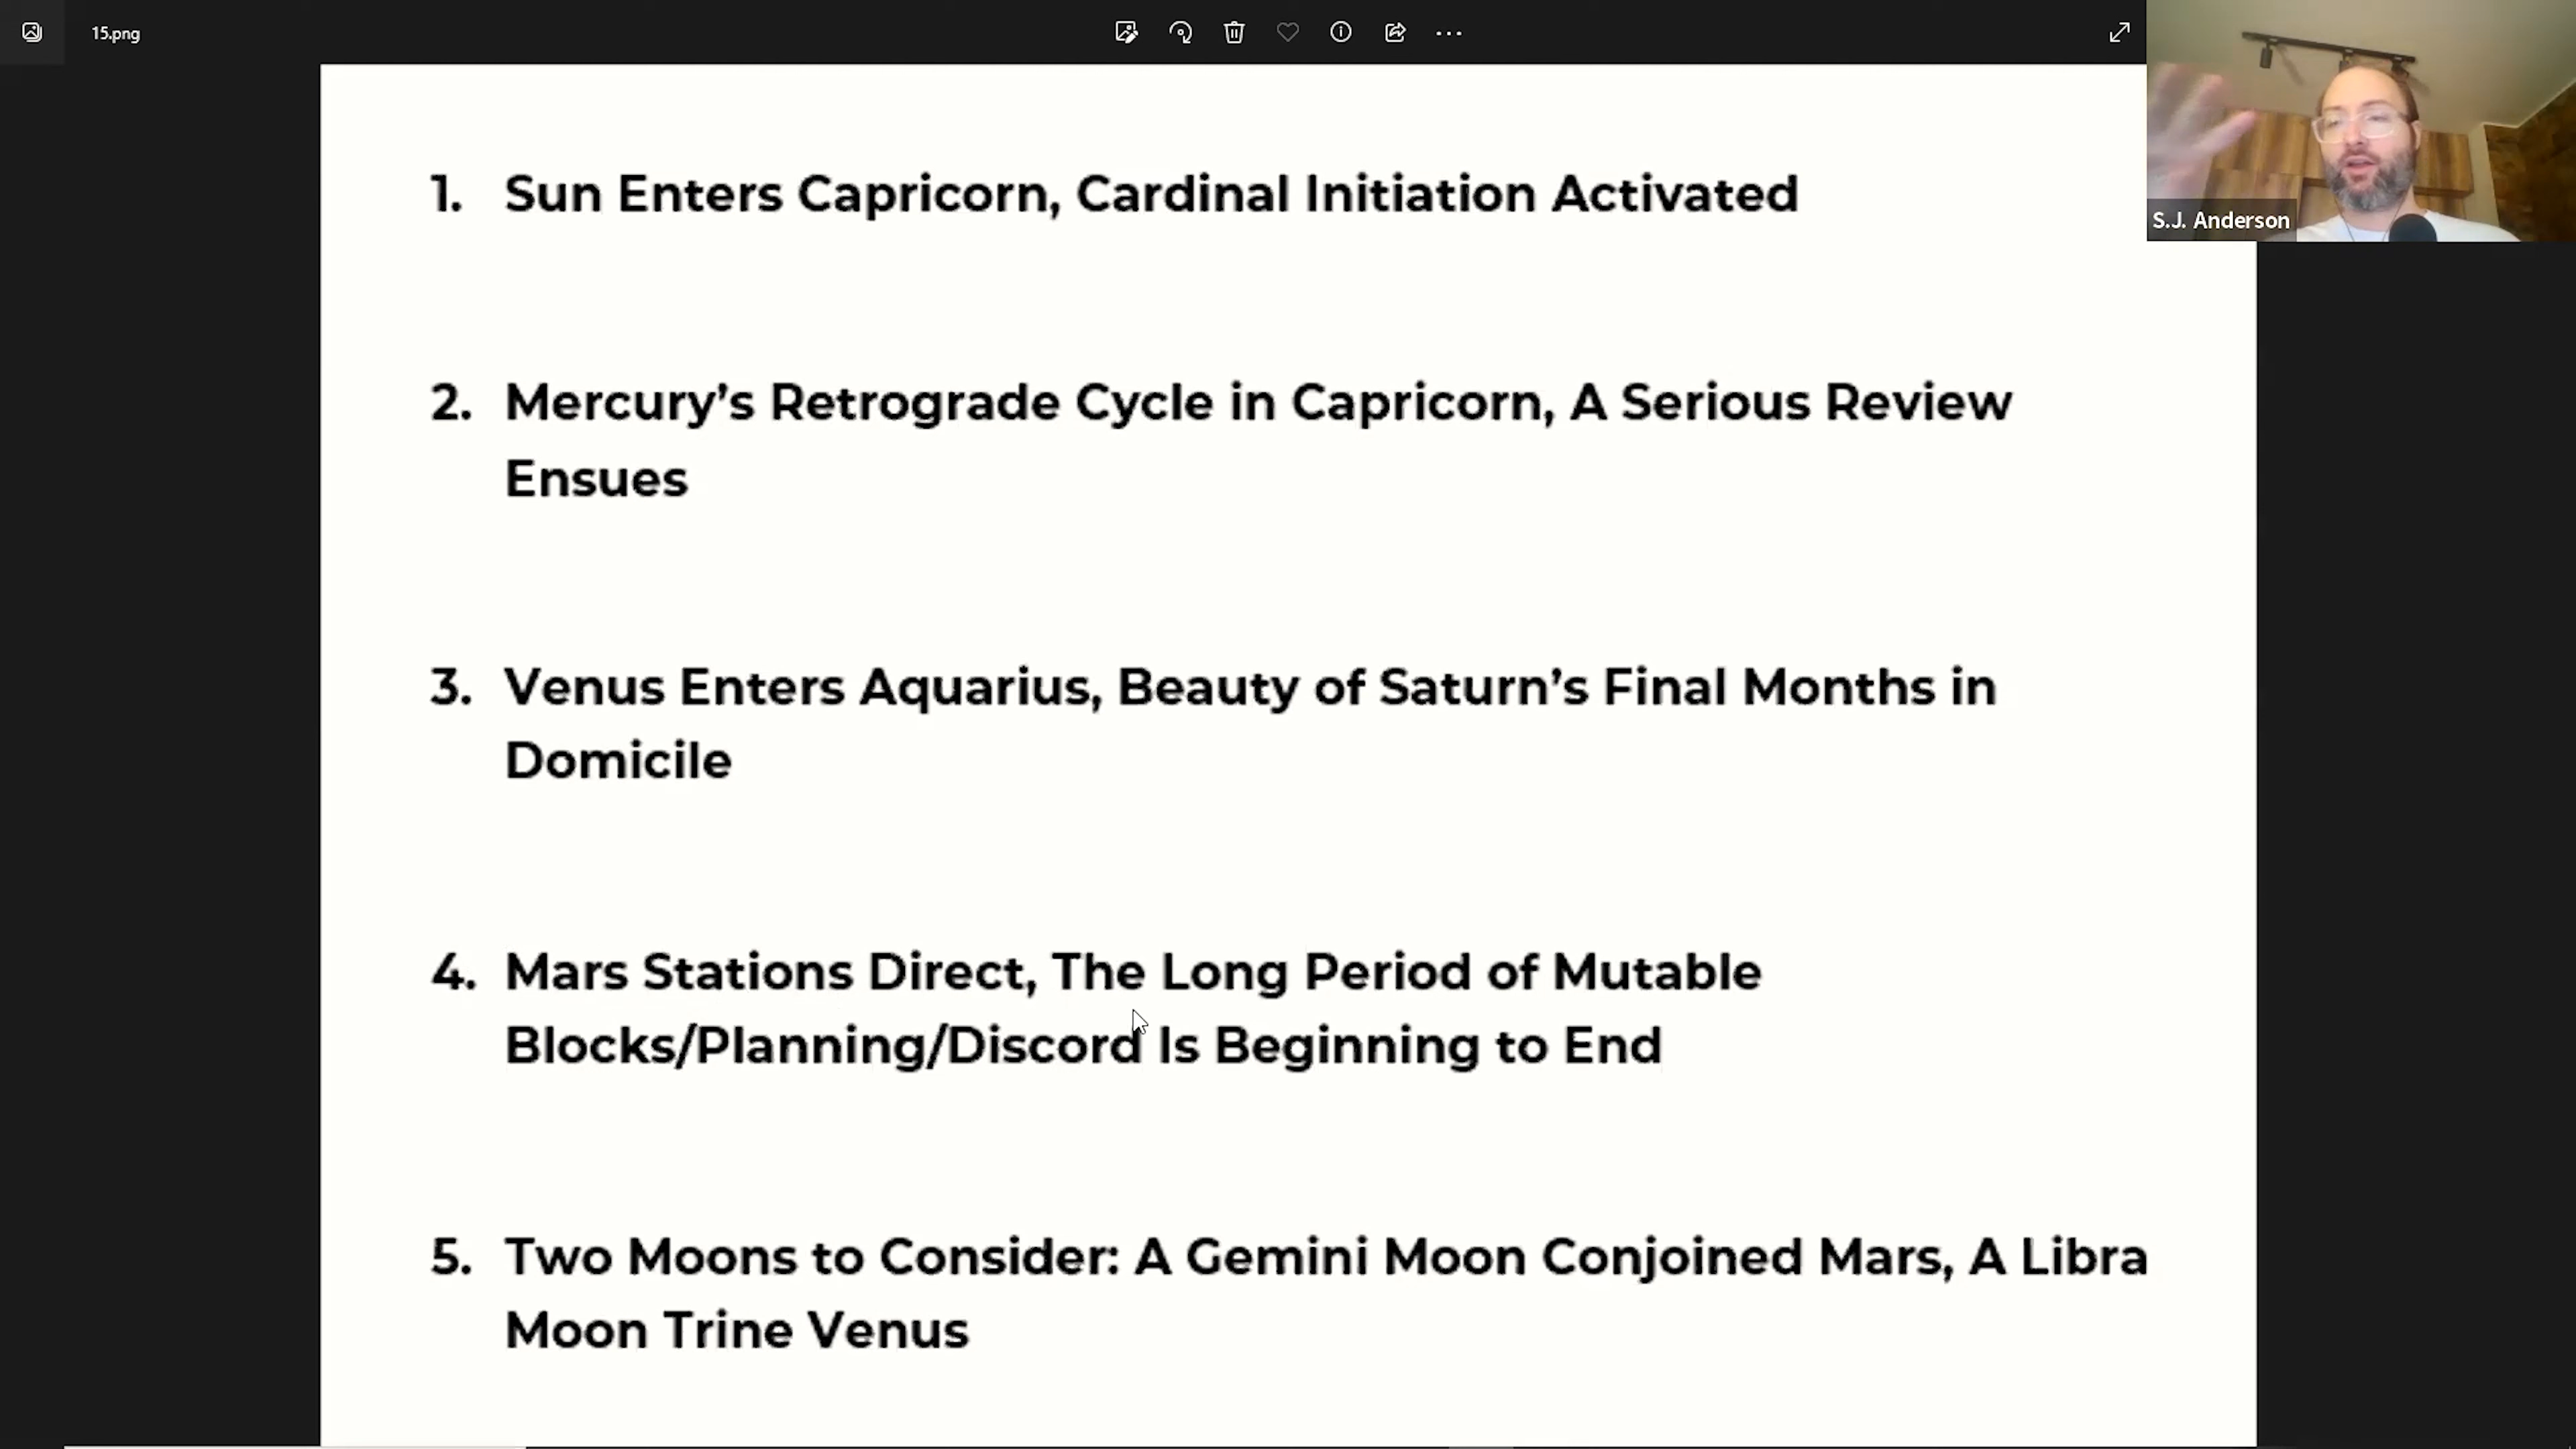 15.png
S.J. Anderson
1. Sun Enters Capricorn, Cardinal Initiation Activated
2. Mercury’s Retrograde Cycle in Capricorn, A Serious Review
Ensues
3. Venus Enters Aquarius, Beauty of Saturn’s Final Months in
Domicile
4. Mars Stations Direct, The Long Period of Mutable
Blocks/Planning/Discord Is Beginning to End
5. Two Moons to Consider: A Gemini Moon Conjoined Mars, A Libra
Moon Trine Venus